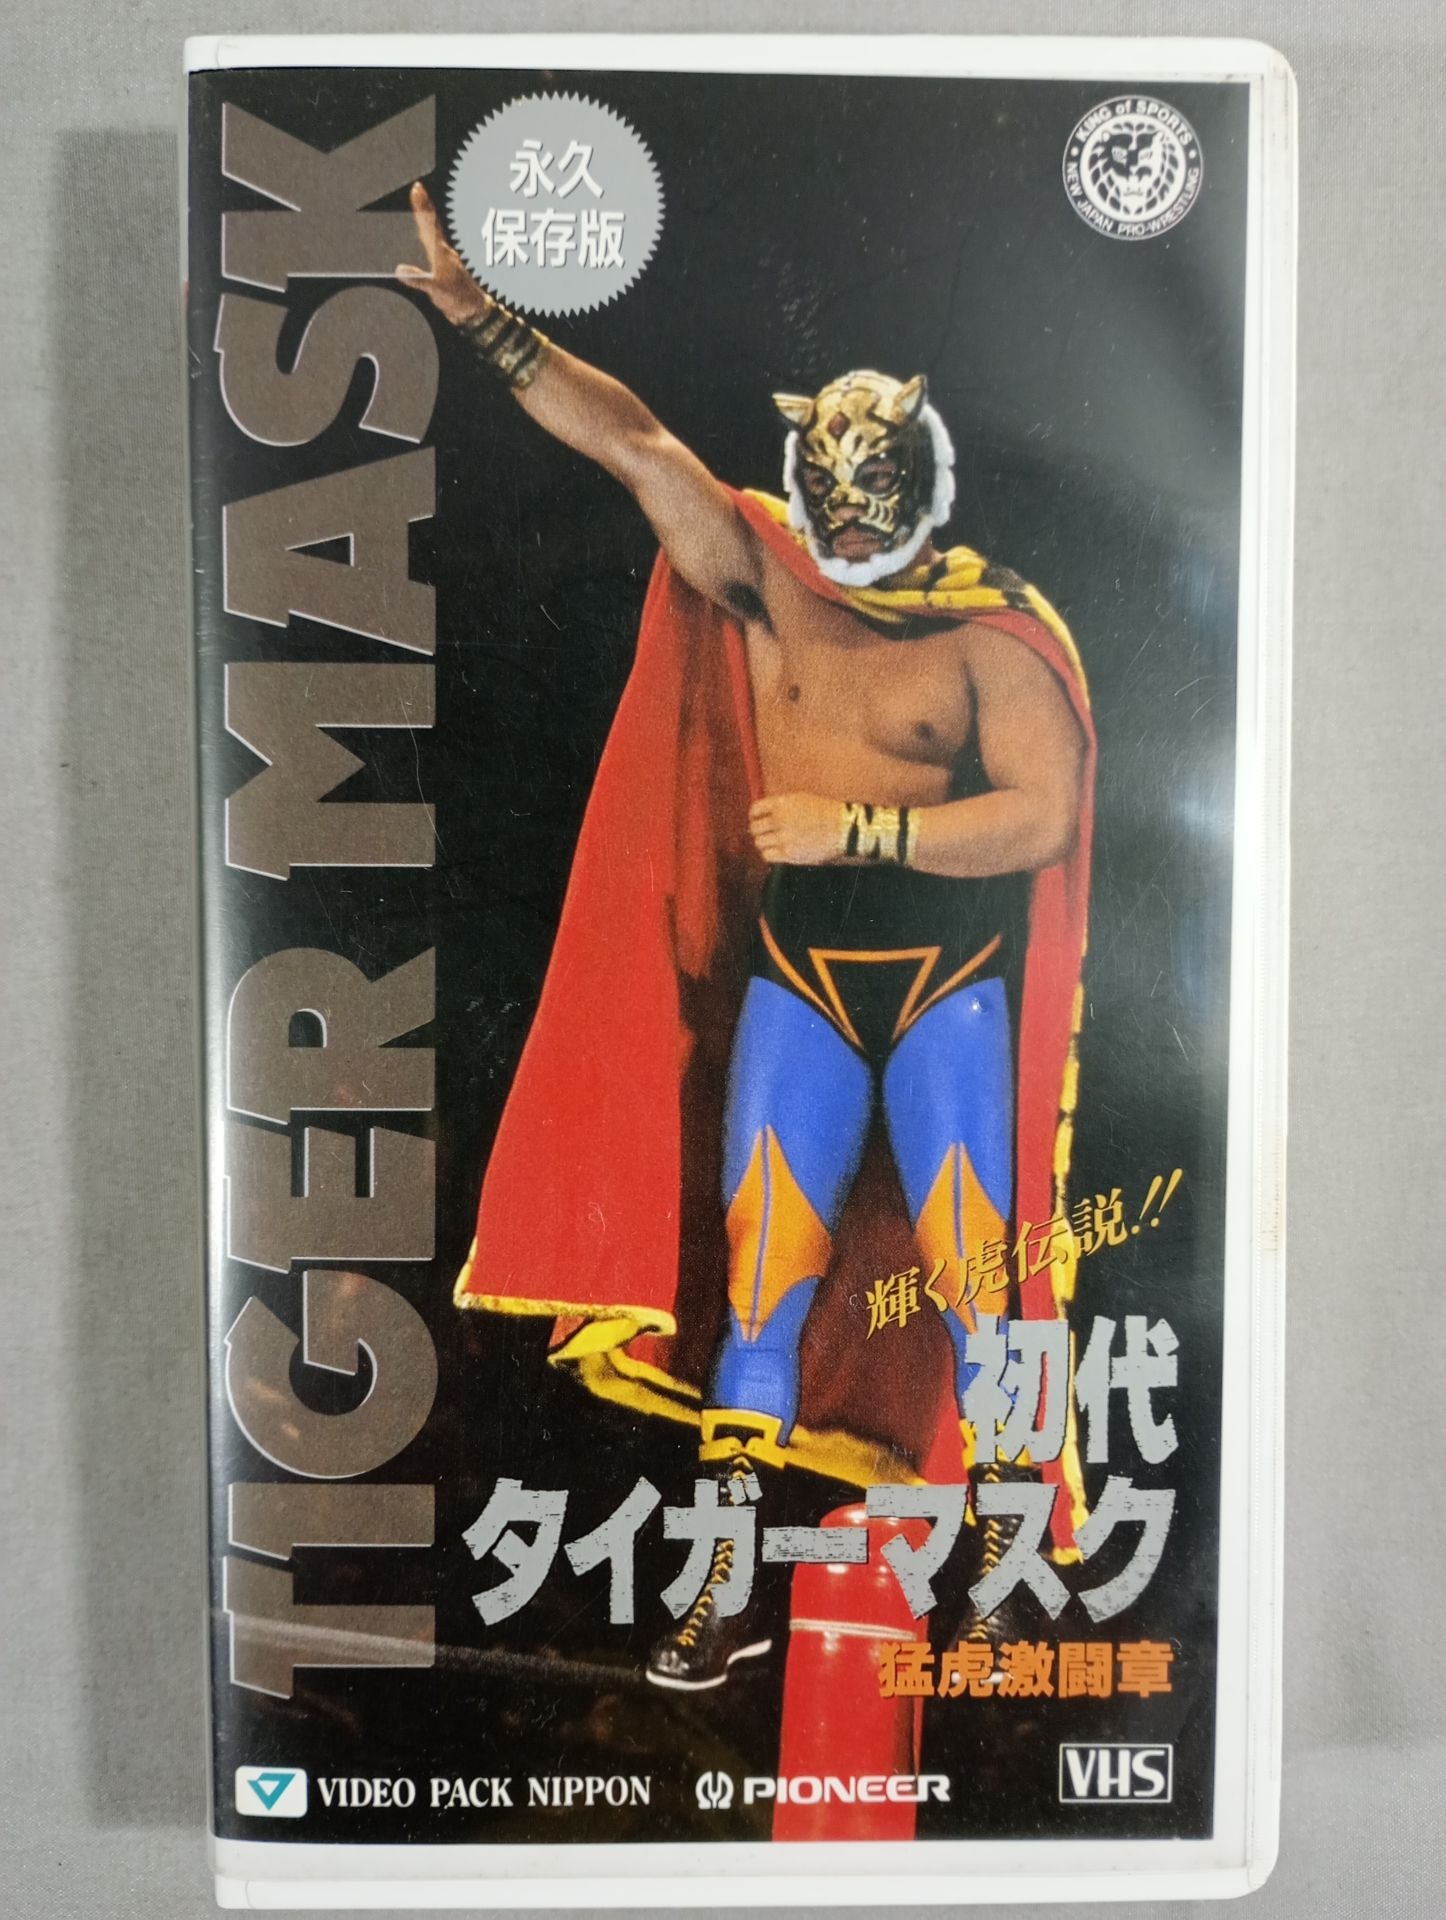 TIGER MASK
永久
保存版
KING of SPORTS
NEW JAPAN PRO-WRESTLING
輝く虎伝説!!
初代
タイガーマスク
猛虎激闘章
VIDEO PACK NIPPON
PIONEER
VHS